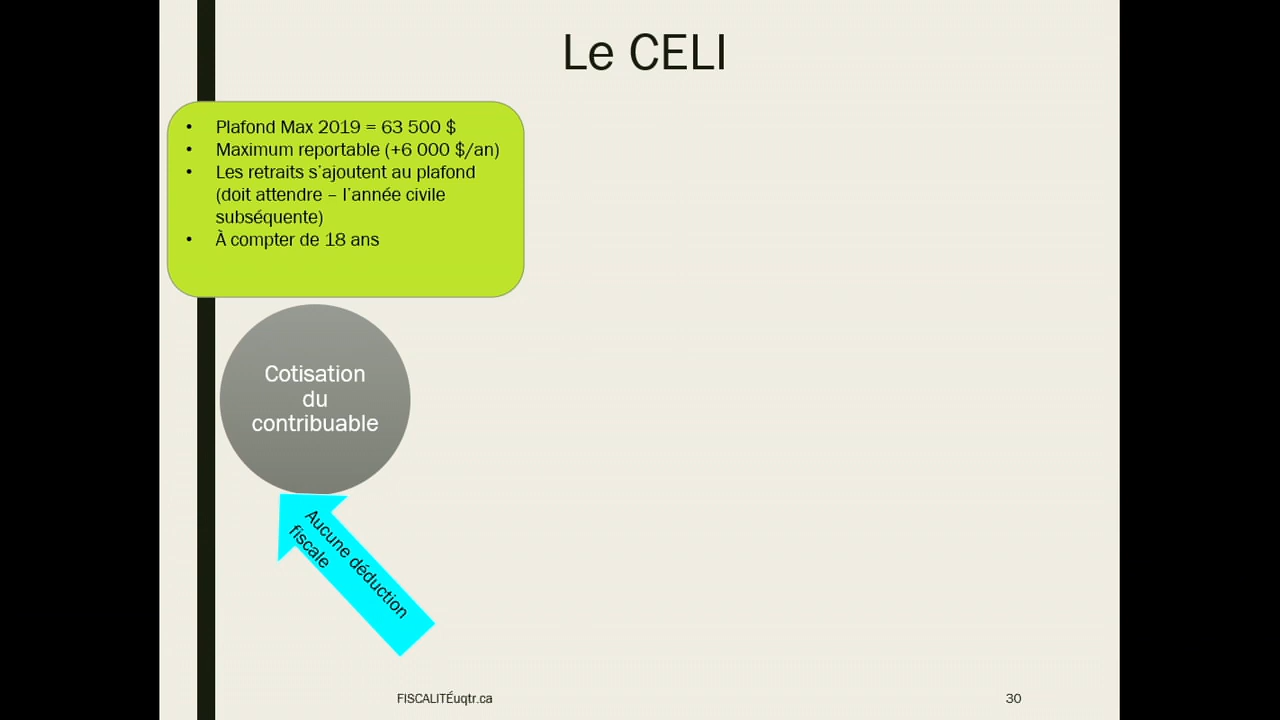 Le CELI
• Plafond Max 2019 = 63 500 $
• Maximum reportable (+6 000 $/an)
• Les retraits s'ajoutent au plafond
(doit attendre – l'année civile
subséquente)
• À compter de 18 ans
Cotisation
du
contribuable
Aucune déduction
fiscale
FISCALITÉuqtr.ca
30